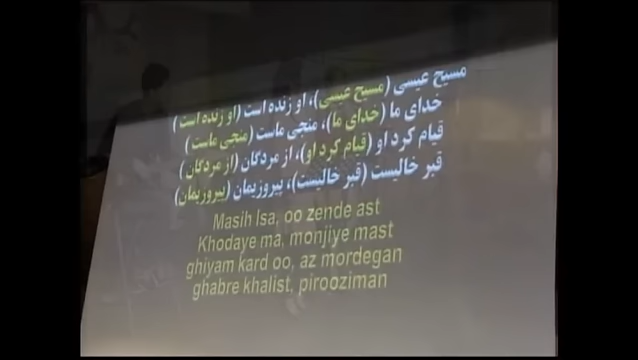 مسیح عیسی (مسیح عیسی)، او زنده است (او زنده است)
خدای ما (خدای ما)، منجی ماست (منجی ماست)
قیام کرد او (قیام کرد او)، از مردگان (از مردگان)
قبر خالیست (قبر خالیست)، پیروزیمان (پیروزیمان)
Masih Isa, oo zende ast
Khodaye ma, monjiye mast
ghiyam kard oo, az mordegan
ghabre khalist, pirooziman